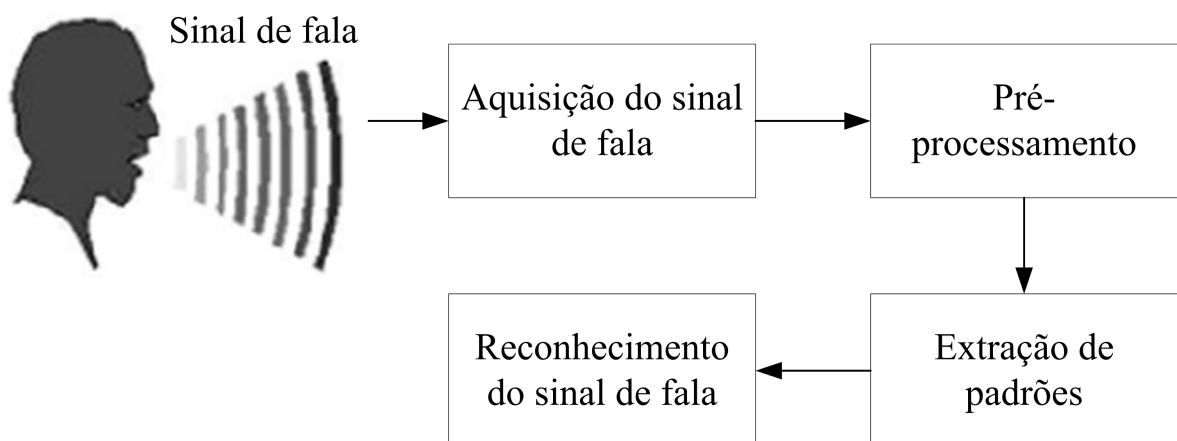 Sinal de fala
Aquisição do sinal
de fala
Pré-
processamento
Extração de
padrões
Reconhecimento
do sinal de fala